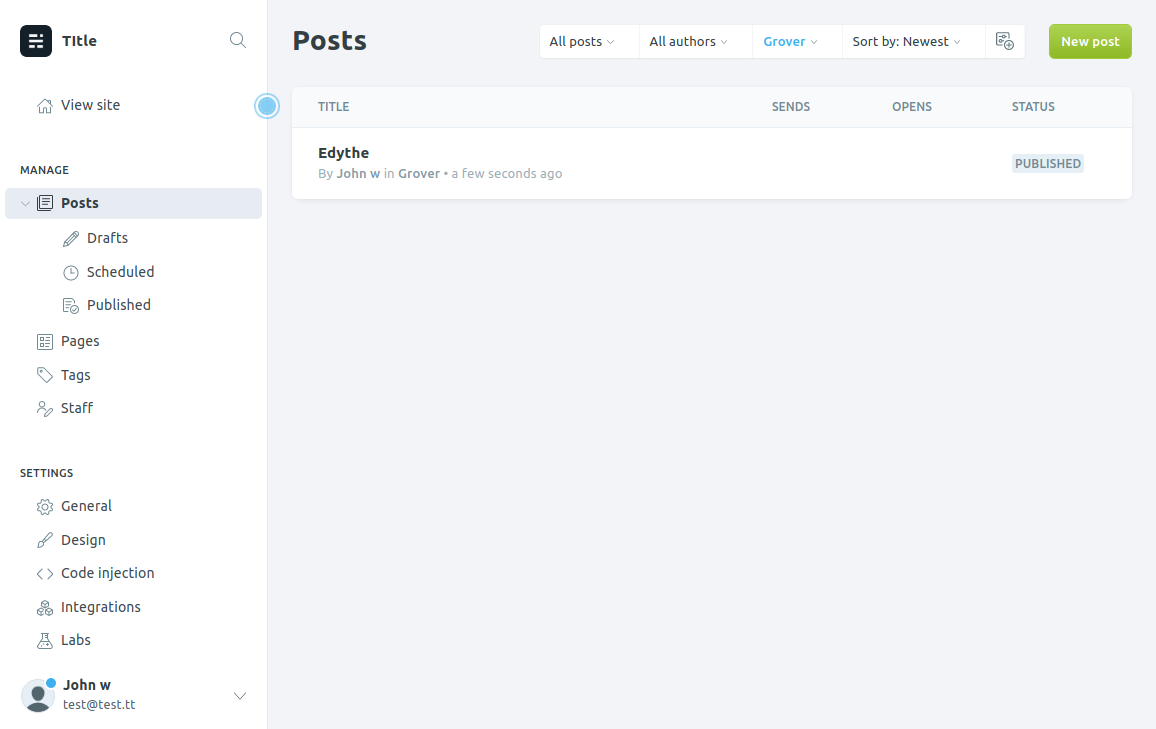 TItle
View site
MANAGE
Posts
Drafts
Scheduled
Published
Pages
Tags
Staff
SETTINGS
General
Design
Code injection
Integrations
Labs
John w
test@test.tt
Posts
All posts
All authors
Grover
Sort by: Newest
New post
TITLE SENDS OPENS STATUS
Edythe
By John w in Grover • a few seconds ago
PUBLISHED